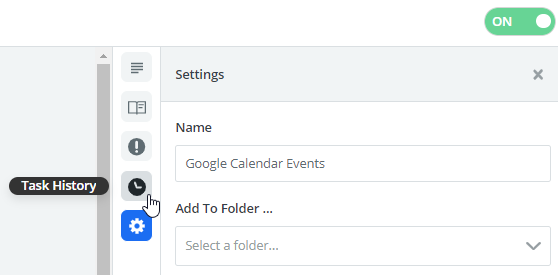 ON
Settings
Name
Google Calendar Events
Task History
Add To Folder ...
Select a folder...